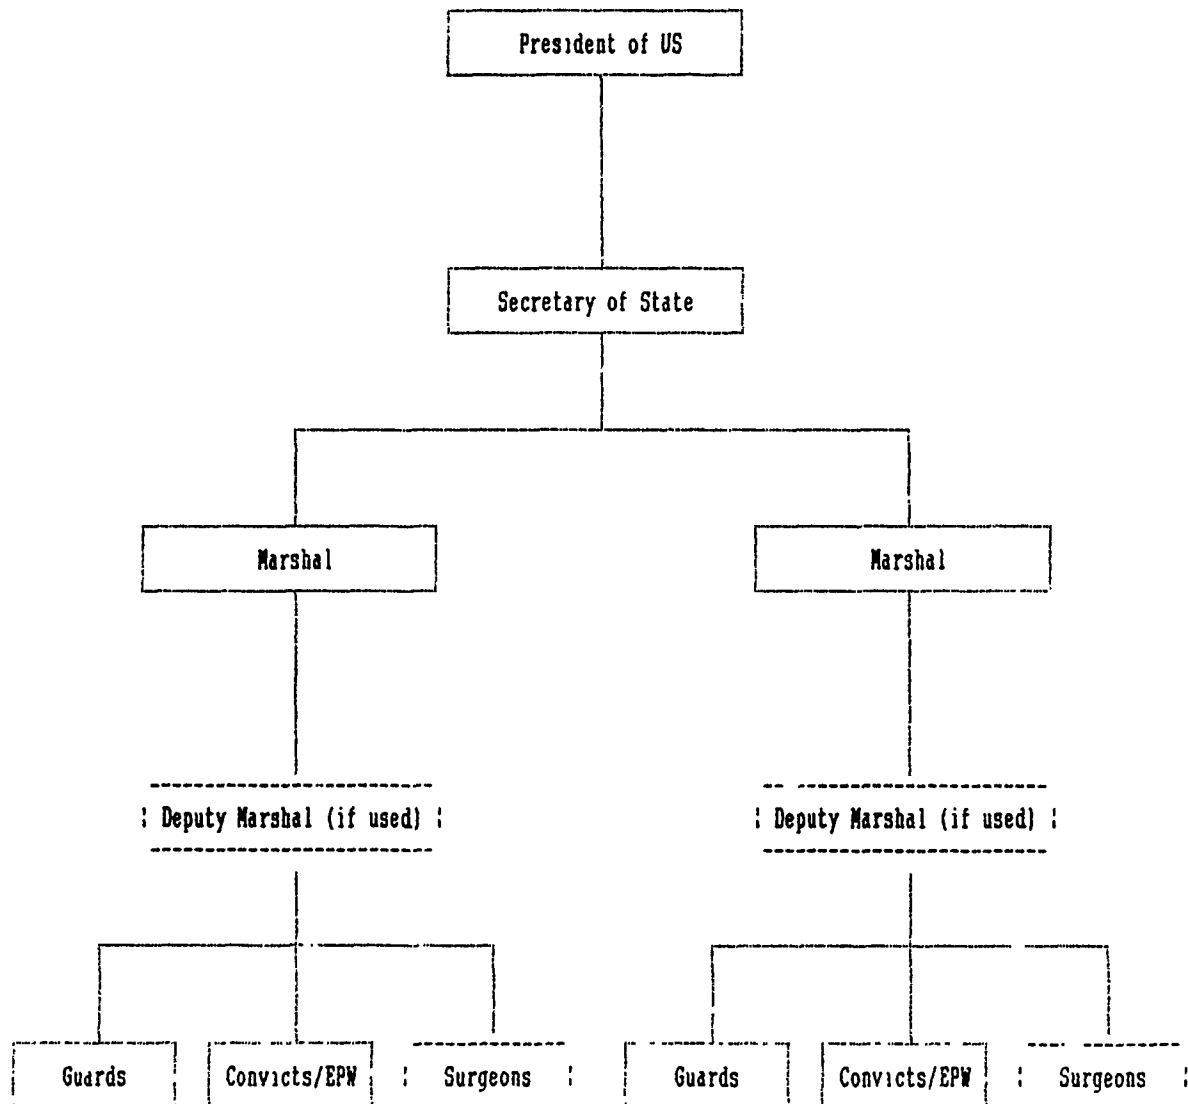 President of US
Secretary of State
Marshal
Marshal
Deputy Marshal (if used)
Deputy Marshal (if used)
Guards
Convicts/EPW
Surgeons
Guards
Convicts/EPW
Surgeons